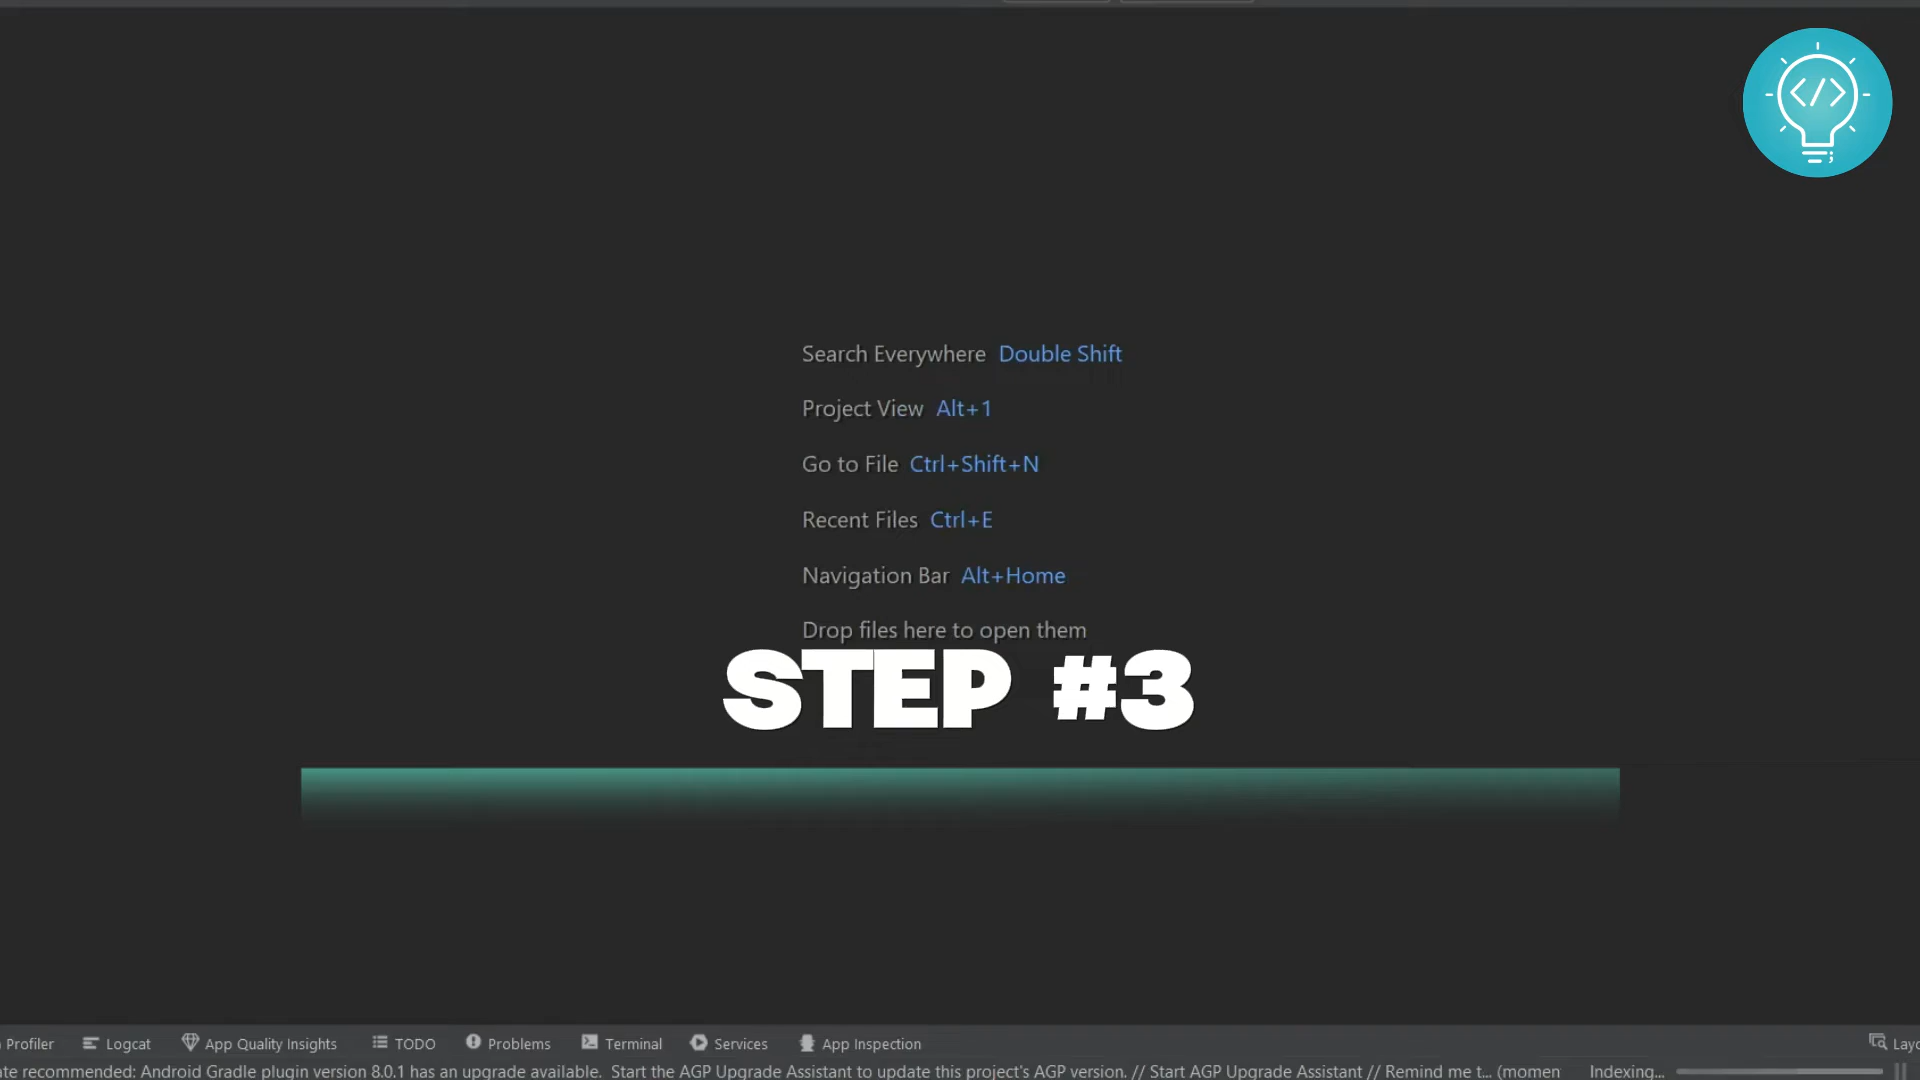 Search Everywhere Double Shift
Project View Alt+1
Go to File Ctrl+Shift+N
Recent Files Ctrl+E
Navigation Bar Alt+Home
Drop files here to open them
STEP #3
Profiler Logcat App Quality Insights TODO Problems Terminal Services App Inspection
recommended: Android Gradle plugin version 8.0.1 has an upgrade available. Start the AGP Upgrade Assistant to update this project's AGP version. // Start AGP Upgrade Assistant // Remind me t... (momen Indexing...